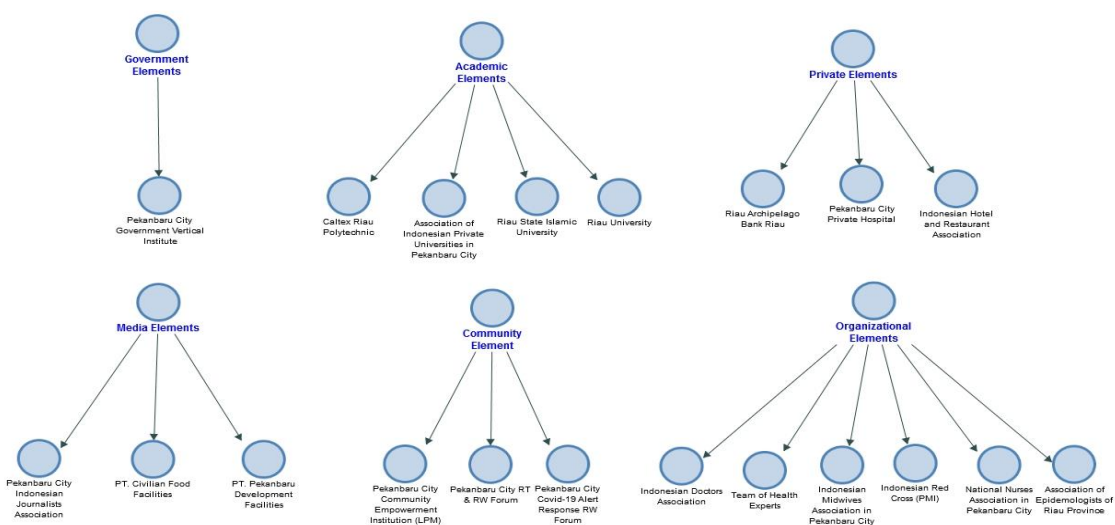 Government
Elements
Academic
Elements
Private Elements
Pekanbaru City
Government Vertical
Institute
Caltex Riau
Polytechnic
Association of
Indonesian Private
Universities in
Pekanbaru City
Riau State Islamic
University
Riau University
Riau Archipelago
Bank Riau
Pekanbaru City
Private Hospital
Indonesian Hotel
and Restaurant
Association
Media Elements
Community
Element
Organizational
Elements
Pekanbaru City
Indonesian
Journalists
Association
PT. Civilian Food
Facilities
PT. Pekanbaru
Development
Facilities
Pekanbaru City
Community
Empowerment
Institution (LPM)
Pekanbaru City RT
& RW Forum
Pekanbaru City
Covid-19 Alert
Response RW
Forum
Indonesian Doctors
Association
Team of Health
Experts
Indonesian
Midwives
Association in
Pekanbaru City
Indonesian Red
Cross (PMI)
National Nurses
Association in
Pekanbaru City
Association of
Epidemologists of
Riau Province